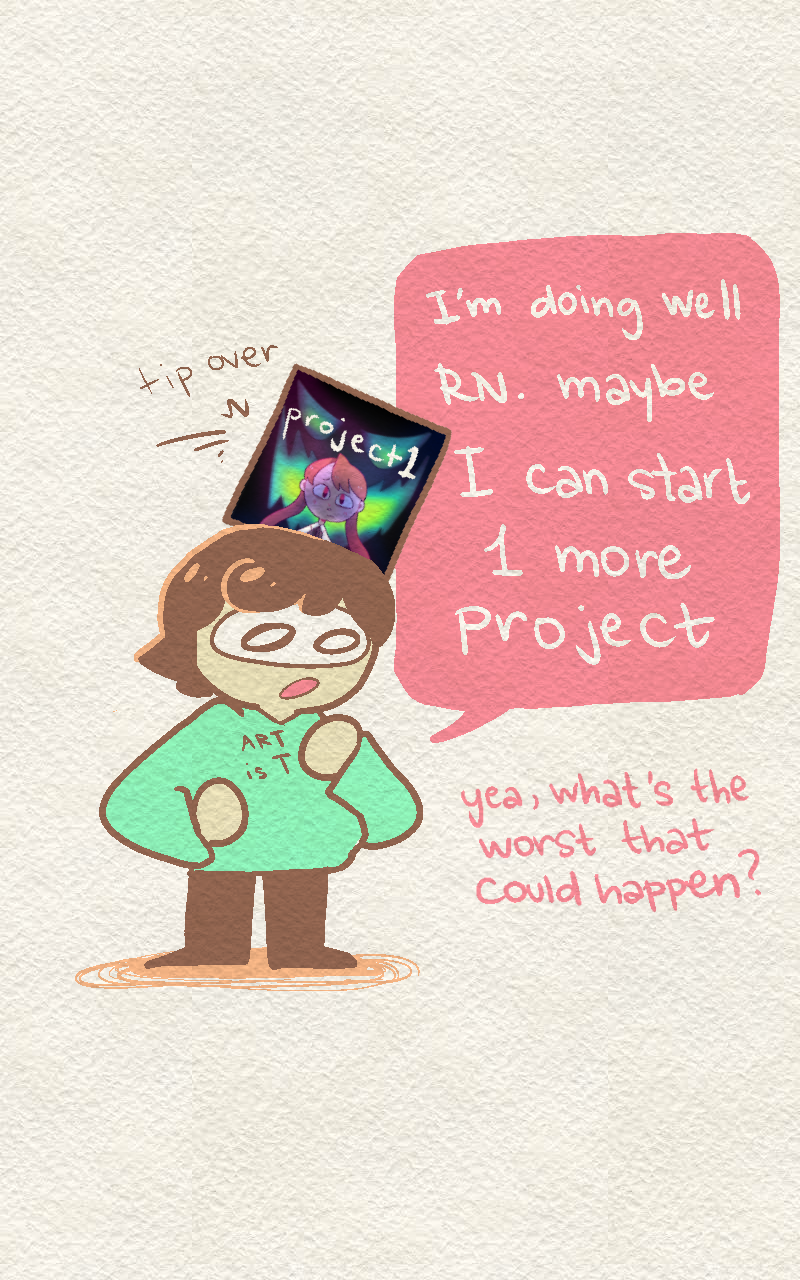 I'm doing well
RN. maybe
I can start
1 more
project
tip over
project1
ART
is T
yea, what's the
worst that
could happen?